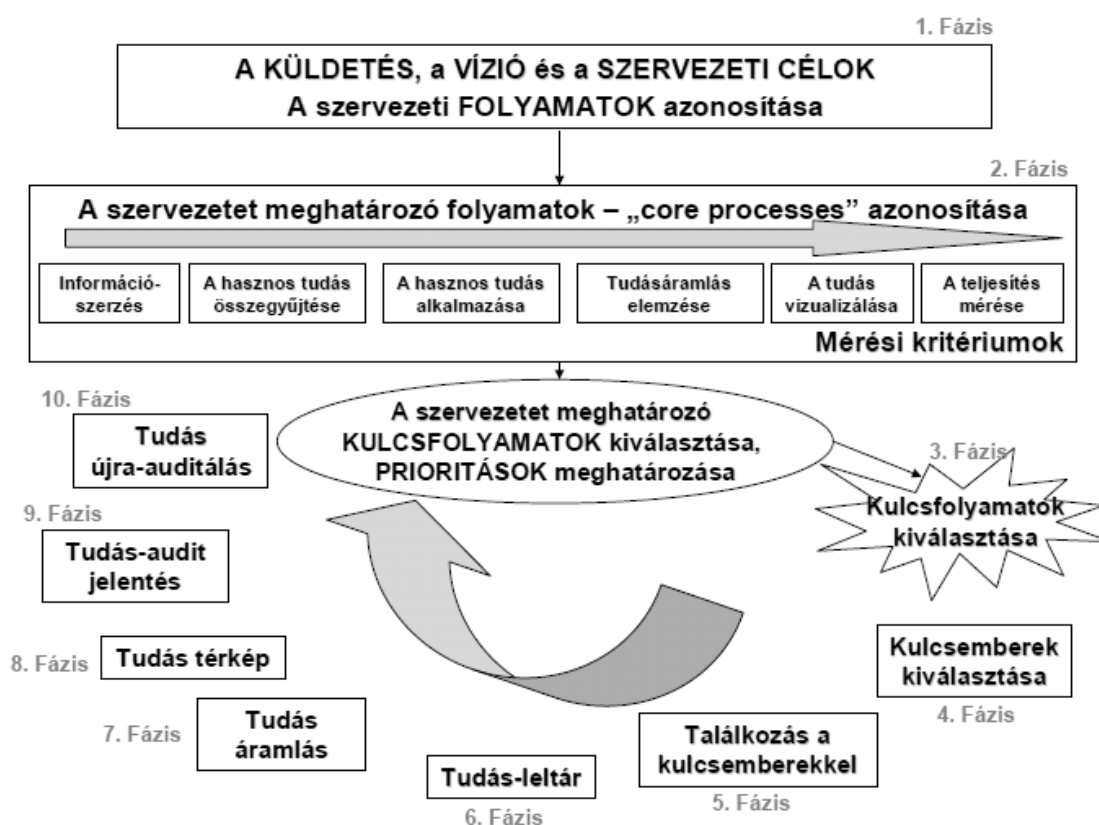 1. Fázis
A KÜLDETÉS, a VÍZIÓ és a SZERVEZETI CÉLOK
A szervezeti FOLYAMATOK azonosítása
2. Fázis
A szervezetet meghatározó folyamatok – „core processes” azonosítása
Információ-
szerzés
A hasznos tudás
összegyűjtése
A hasznos tudás
alkalmazása
Tudásáramlás
elemzése
A tudás
vizualizálása
A teljesítés
mérése
Mérési kritériumok
A szervezetet meghatározó
KULCSFOLYAMATOK kiválasztása,
PRIORITÁSOK meghatározása
3. Fázis
Kulcsfolyamatok
kiválasztása
Kulcsemberek
kiválasztása
4. Fázis
Találkozás a
kulcsemberekkel
5. Fázis
Tudás-leltár
6. Fázis
7. Fázis
Tudás
áramlás
8. Fázis
Tudás térkép
9. Fázis
Tudás-audit
jelentés
10. Fázis
Tudás
újra-auditálás